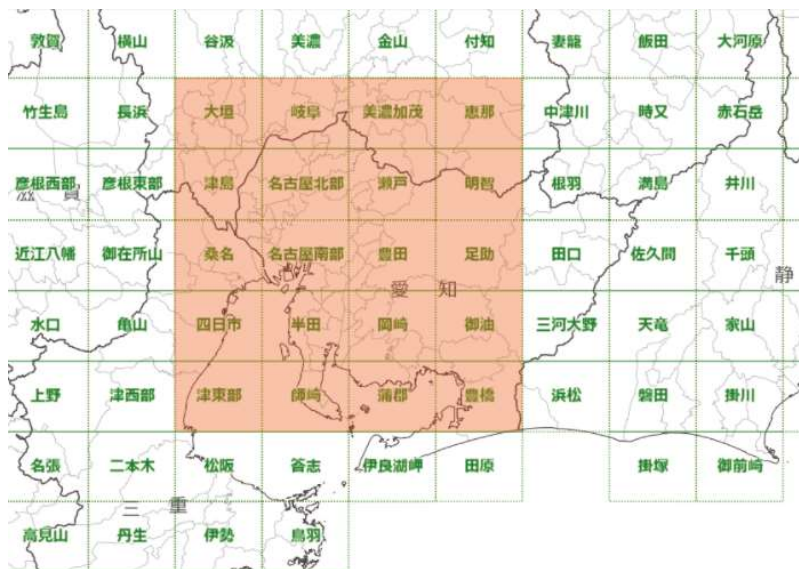 敦賀 横山 谷汲 美濃 金山 付知 妻籠 飯田 大河原
竹生島 長浜 大垣 岐阜 美濃加茂 恵那 中津川 時又 赤石岳
彦根西部 彦根東部 津島 名古屋北部 瀬戸 明智 根羽 満島 井川
滋 賀
近江八幡 御在所山 桑名 名古屋南部 豊田 足助 田口 佐久間 千頭
静
愛 知
水口 亀山 四日市 半田 岡崎 御油 三河大野 天竜 家山
上野 津西部 津東部 師崎 蒲郡 豊橋 浜松 磐田 掛川
名張 二本木 松阪 答志 伊良湖岬 田原 掛塚 御前崎
三 重
高見山 丹生 伊勢 鳥羽